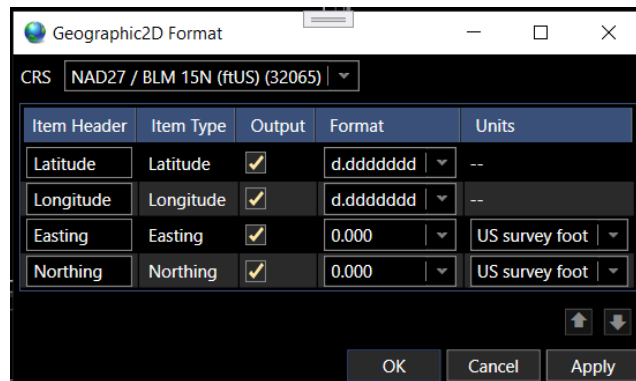 Geographic2D Format
CRS NAD27 / BLM 15N (ftUS) (32065)
Item Header Item Type Output Format Units
Latitude Latitude d.ddddddd --
Longitude Longitude d.ddddddd --
Easting Easting 0.000 US survey foot
Northing Northing 0.000 US survey foot
OK Cancel Apply